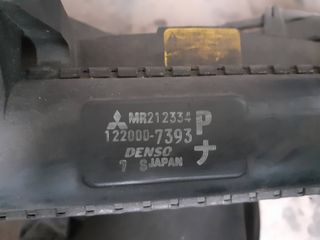 MR212334
122000-7393
DENSO
7 S JAPAN
P
ナ